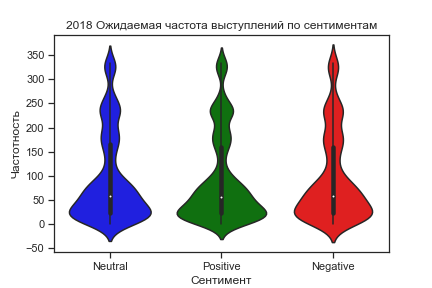 2018 Ожидаемая частота выступлений по сентиментам
Частотность
350
300
250
200
150
100
50
0
−50
Neutral
Positive
Negative
Сентимент